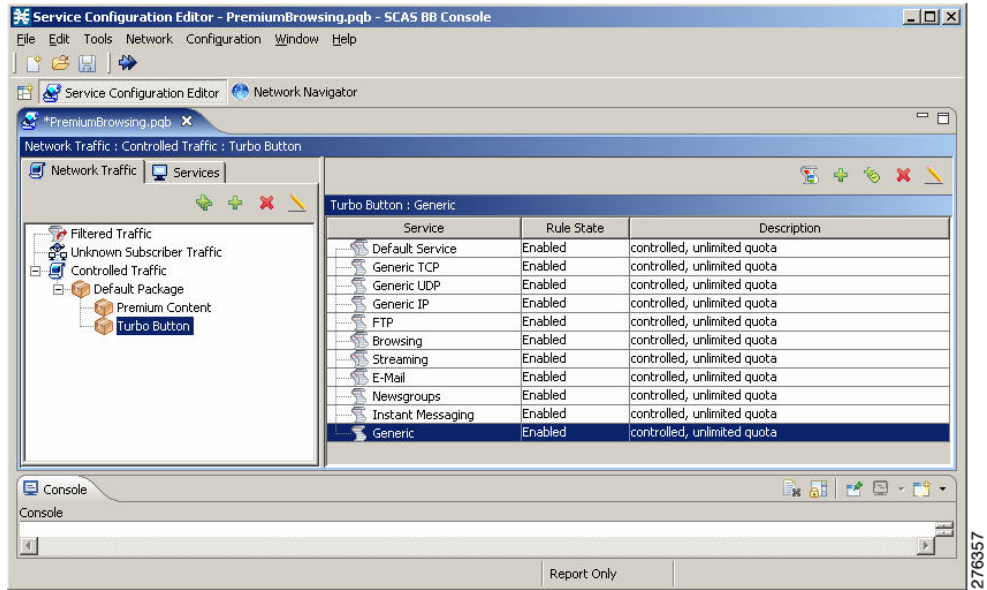 Service Configuration Editor - PremiumBrowsing.pqb - SCAS BB Console
File Edit Tools Network Configuration Window Help
Service Configuration Editor Network Navigator
*PremiumBrowsing.pqb
Network Traffic : Controlled Traffic : Turbo Button
Network Traffic Services
Filtered Traffic
Unknown Subscriber Traffic
Controlled Traffic
Default Package
Premium Content
Turbo Button
Turbo Button : Generic
Service Rule State Description
Default Service Enabled controlled, unlimited quota
Generic TCP Enabled controlled, unlimited quota
Generic UDP Enabled controlled, unlimited quota
Generic IP Enabled controlled, unlimited quota
FTP Enabled controlled, unlimited quota
Browsing Enabled controlled, unlimited quota
Streaming Enabled controlled, unlimited quota
E-Mail Enabled controlled, unlimited quota
Newsgroups Enabled controlled, unlimited quota
Instant Messaging Enabled controlled, unlimited quota
Generic Enabled controlled, unlimited quota
Console
Console
Report Only
276357